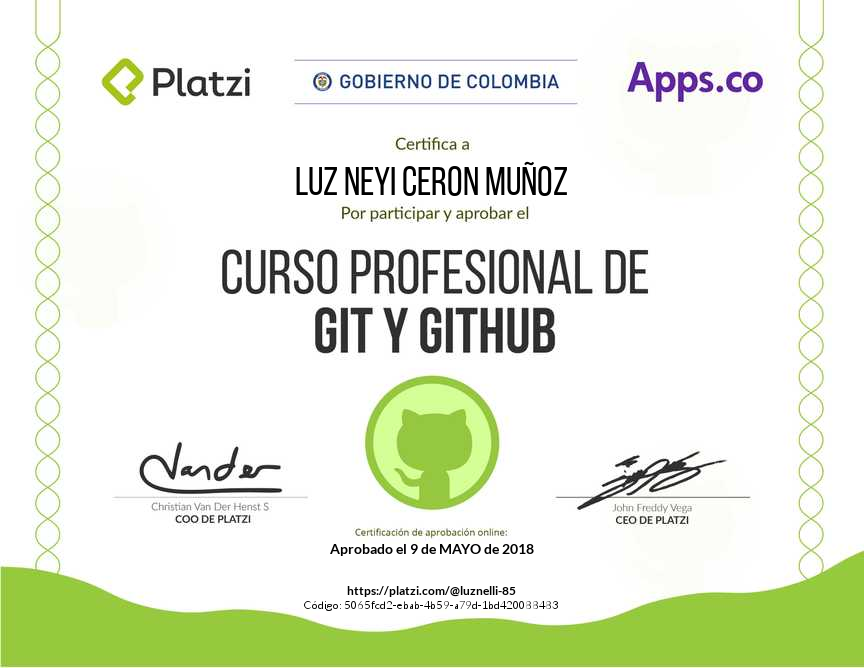 Platzi
GOBIERNO DE COLOMBIA
Apps.co
Certifica a
LUZ NEYI CERON MUÑOZ
Por participar y aprobar el
CURSO PROFESIONAL DE
GIT Y GITHUB
Vander
Christian Van Der Henst S
COO DE PLATZI
John Freddy Vega
CEO DE PLATZI
Certificación de aprobación online:
Aprobado el 9 de MAYO de 2018
https://platzi.com/@luznelli-85
Código: 5065fcd2-ebab-4b59-a79d-1bd420088483